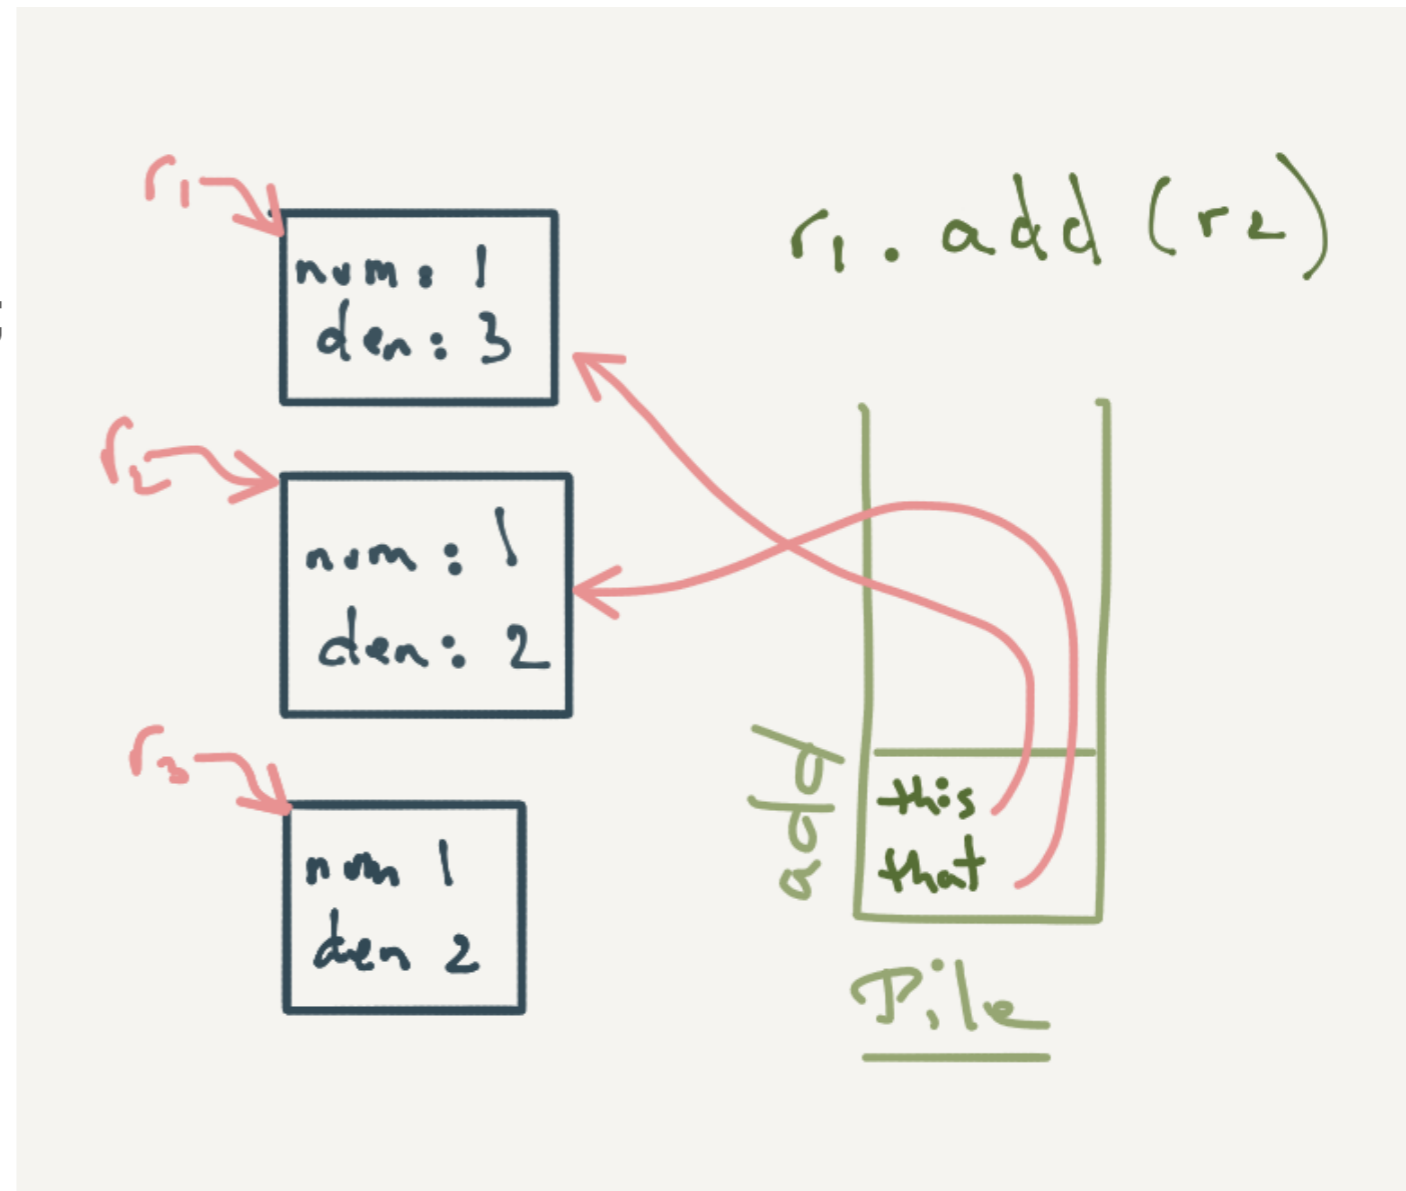 r1
num: 1
den: 3
r1.add(r2)
r2
num: 1
den: 2
r3
num 1
den 2
add
this
that
Pile